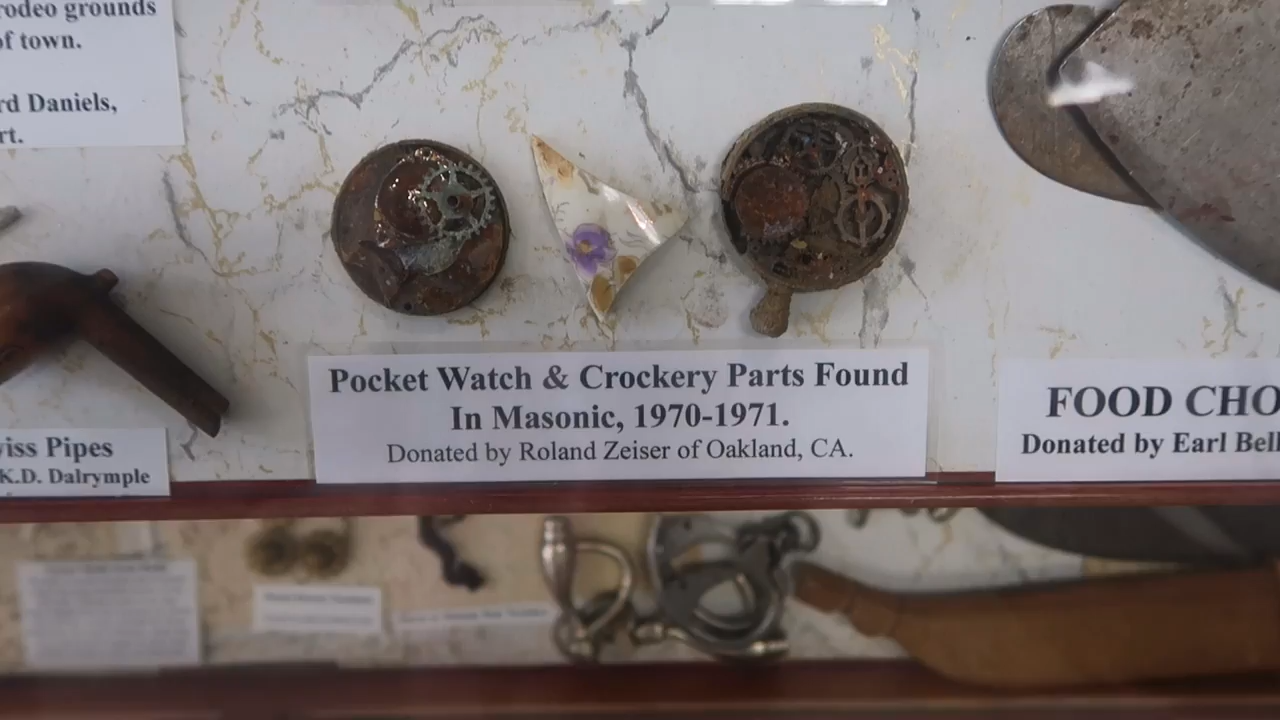 rodeo grounds
of town.
rd Daniels,
rt.
Pocket Watch & Crockery Parts Found
In Masonic, 1970-1971.
Donated by Roland Zeiser of Oakland, CA.
iss Pipes
K.D. Dalrymple
FOOD CHO
Donated by Earl Bell